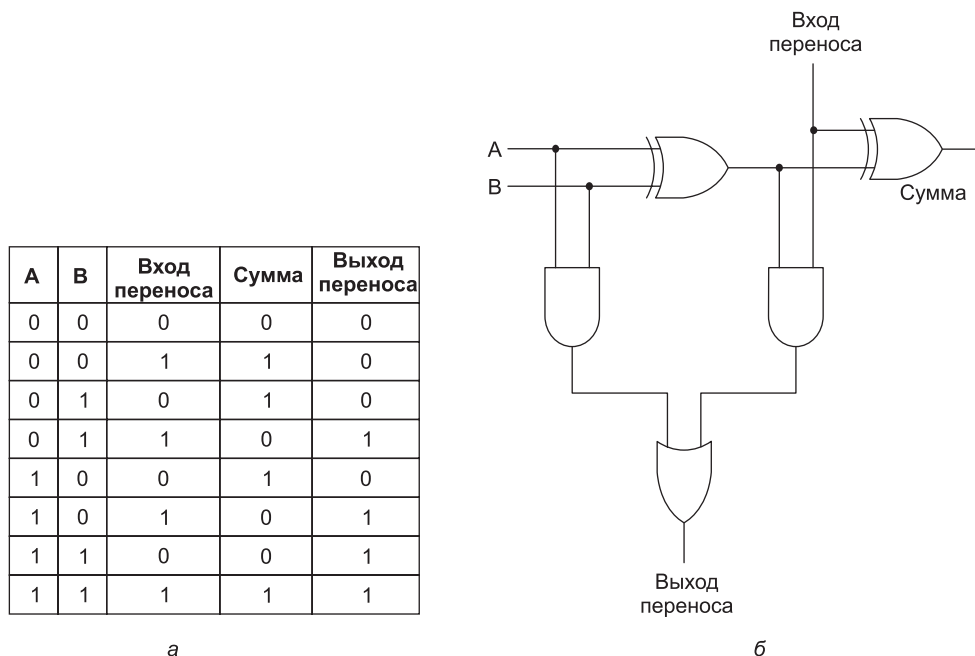 A B Вход переноса Сумма Выход переноса
0 0 0 0 0
0 0 1 1 0
0 1 0 1 0
0 1 1 0 1
1 0 0 1 0
1 0 1 0 1
1 1 0 0 1
1 1 1 1 1
а
Вход
переноса
A
B
Сумма
Выход
переноса
б